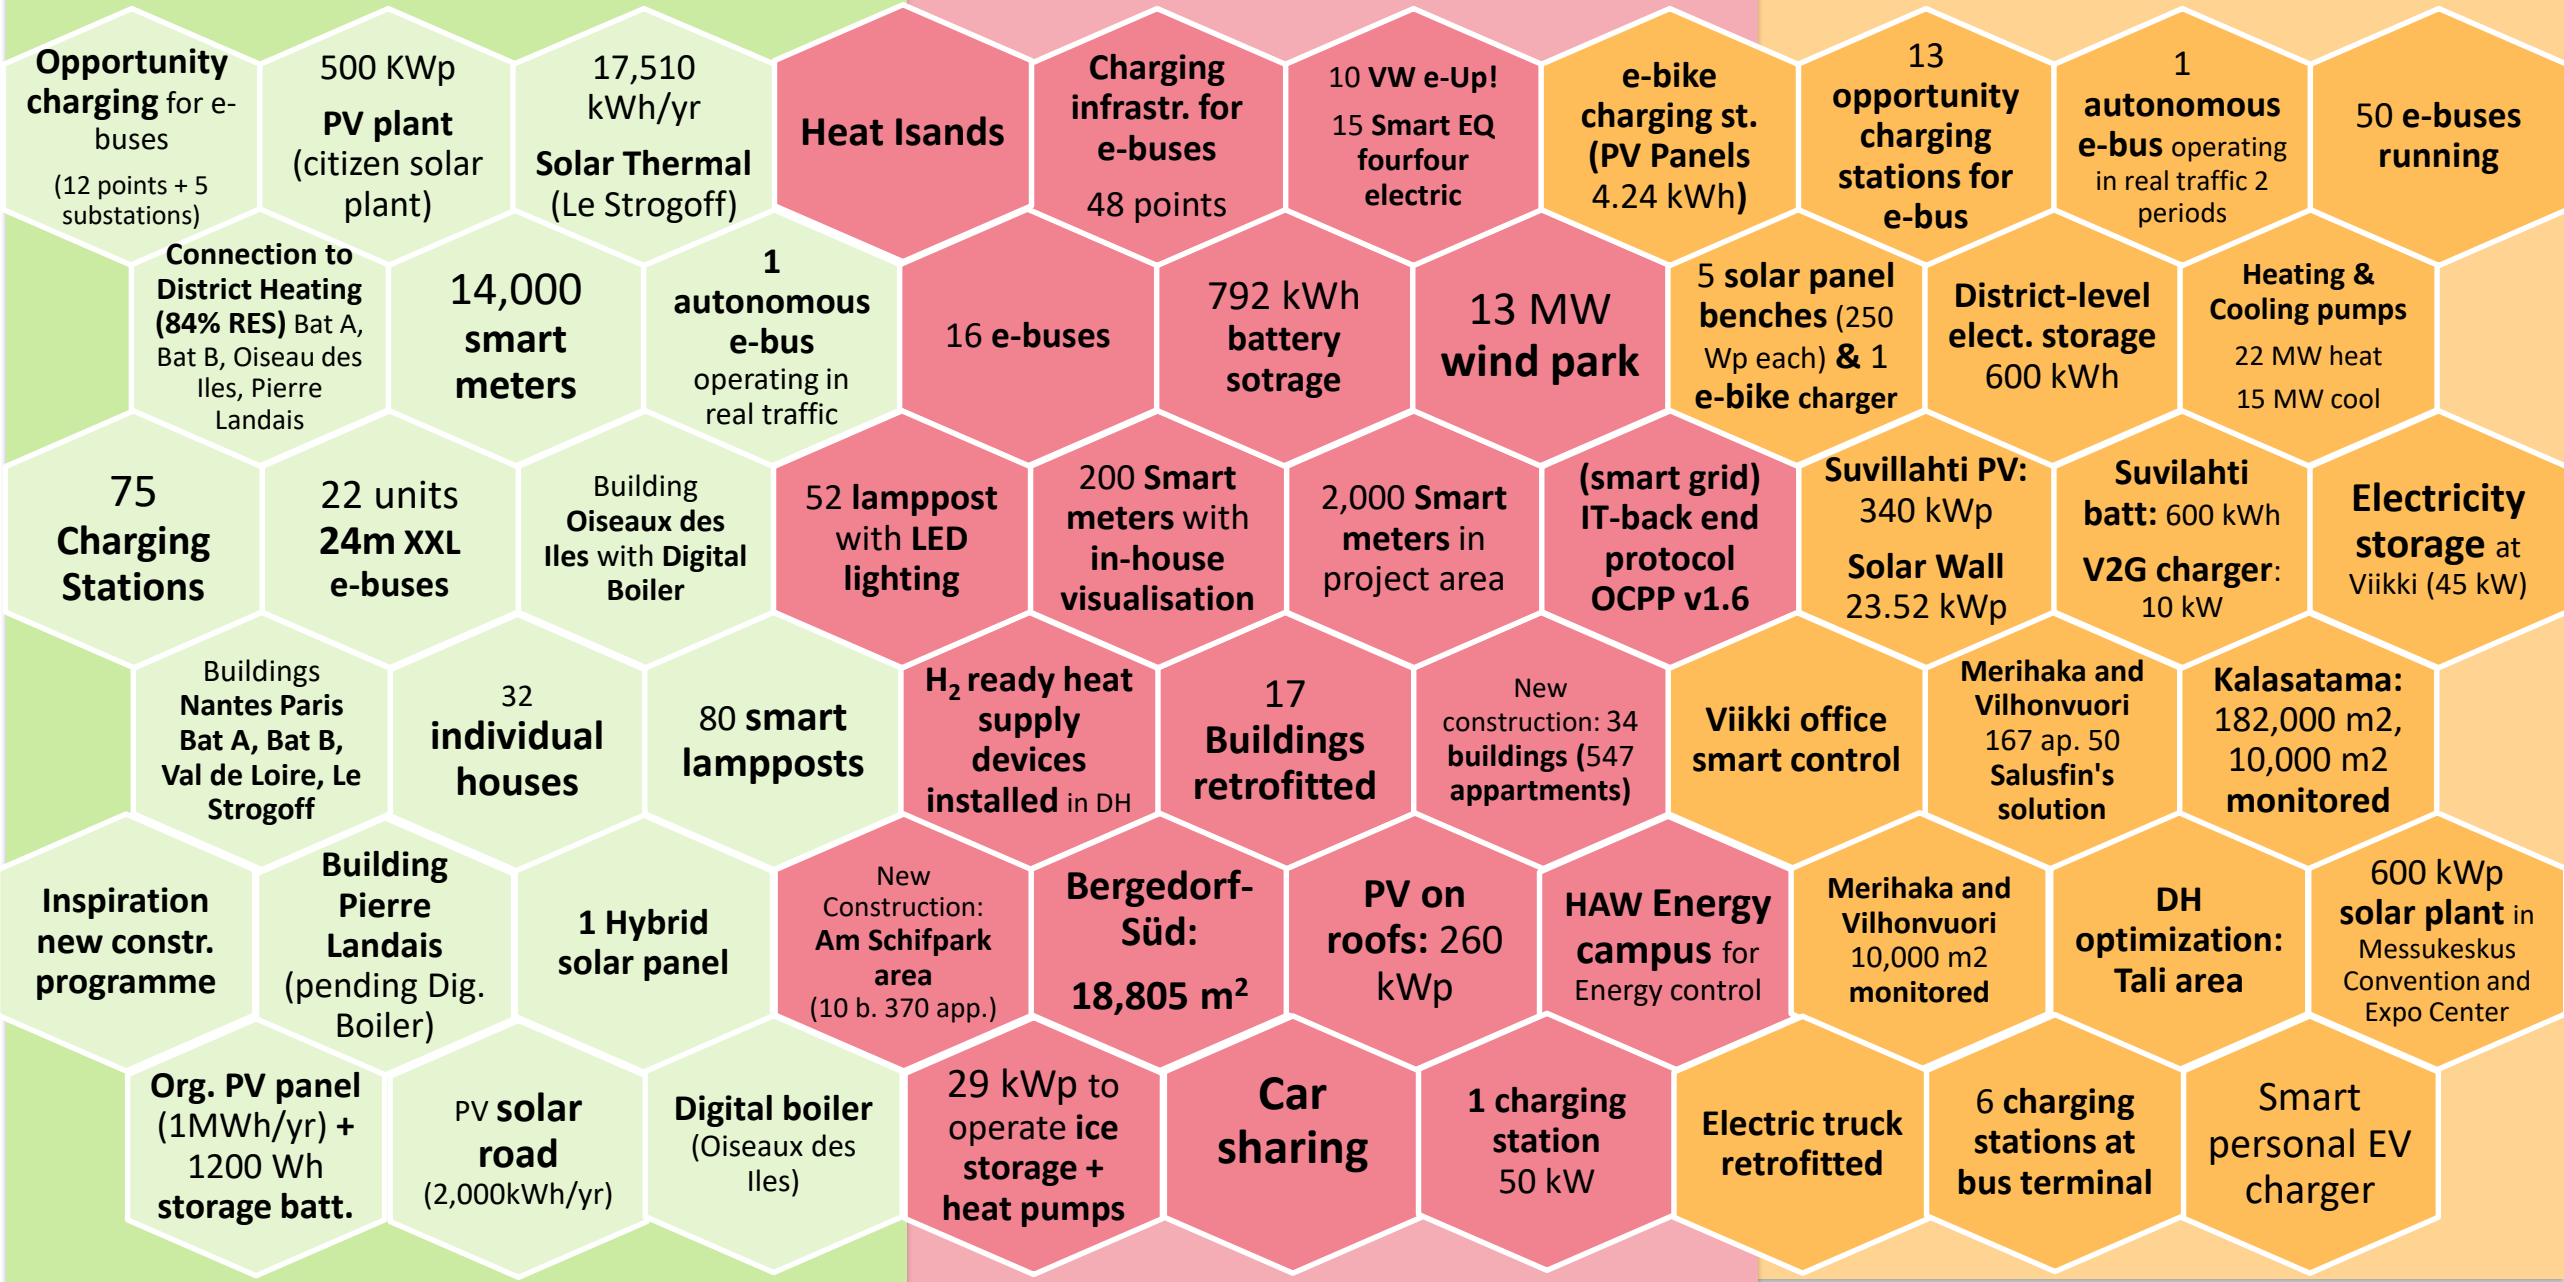 Opportunity
charging for e-
buses
(12 points + 5
substations)
500 KWp
PV plant
(citizen solar
plant)
17,510
kWh/yr
Solar Thermal
(Le Strogoff)
Heat Isands
Charging
infrastr. for
e-buses
48 points
10 VW e-Up!
15 Smart EQ
fourfour
electric
e-bike
charging st.
(PV Panels
4.24 kWh)
13
opportunity
charging
stations for
e-bus
1
autonomous
e-bus operating
in real traffic 2
periods
50 e-buses
running
Connection to
District Heating
(84% RES) Bat A,
Bat B, Oiseau des
Iles, Pierre
Landais
14,000
smart
meters
1
autonomous
e-bus
operating in
real traffic
16 e-buses
792 kWh
battery
sotrage
13 MW
wind park
5 solar panel
benches (250
Wp each) & 1
e-bike charger
District-level
elect. storage
600 kWh
Heating &
Cooling pumps
22 MW heat
15 MW cool
75
Charging
Stations
22 units
24m XXL
e-buses
Building
Oiseaux des
Iles with Digital
Boiler
52 lamppost
with LED
lighting
200 Smart
meters with
in-house
visualisation
2,000 Smart
meters in
project area
(smart grid)
IT-back end
protocol
OCPP v1.6
Suvillahti PV:
340 kWp
Solar Wall
23.52 kWp
Suvilahti
batt: 600 kWh
V2G charger:
10 kW
Electricity
storage at
Viikki (45 kW)
Buildings
Nantes Paris
Bat A, Bat B,
Val de Loire, Le
Strogoff
32
individual
houses
80 smart
lampposts
H2 ready heat
supply
devices
installed in DH
17
Buildings
retrofitted
New
construction: 34
buildings (547
appartments)
Viikki office
smart control
Merihaka and
Vilhonvuori
167 ap. 50
Salusfin's
solution
Kalasatama:
182,000 m2,
10,000 m2
monitored
Inspiration
new constr.
programme
Building
Pierre
Landais
(pending Dig.
Boiler)
1 Hybrid
solar panel
New
Construction:
Am Schifpark
area
(10 b. 370 app.)
Bergedorf-
Süd:
18,805 m²
PV on
roofs: 260
kWp
HAW Energy
campus for
Energy control
Merihaka and
Vilhonvuori
10,000 m2
monitored
DH
optimization:
Tali area
600 kWp
solar plant in
Messukeskus
Convention and
Expo Center
Org. PV panel
(1MWh/yr) +
1200 Wh
storage batt.
PV solar
road
(2,000kWh/yr)
Digital boiler
(Oiseaux des
Iles)
29 kWp to
operate ice
storage +
heat pumps
Car
sharing
1 charging
station
50 kW
Electric truck
retrofitted
6 charging
stations at
bus terminal
Smart
personal EV
charger